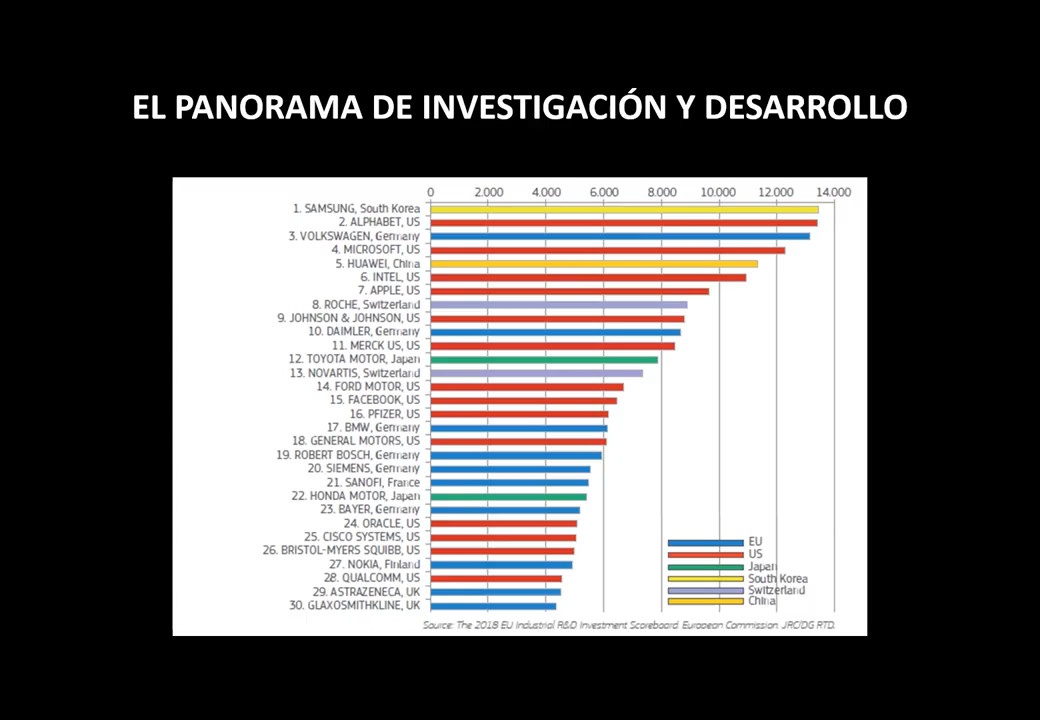 EL PANORAMA DE INVESTIGACIÓN Y DESARROLLO
0 2.000 4.000 6.000 8.000 10.000 12.000 14.000
1. SAMSUNG, South Korea
2. ALPHABET, US
3. VOLKSWAGEN, Germany
4. MICROSOFT, US
5. HUAWEI, China
6. INTEL, US
7. APPLE, US
8. ROCHE, Switzerland
9. JOHNSON & JOHNSON, US
10. DAIMLER, Germany
11. MERCK US, US
12. TOYOTA MOTOR, Japan
13. NOVARTIS, Switzerland
14. FORD MOTOR, US
15. FACEBOOK, US
16. PFIZER, US
17. BMW, Germany
18. GENERAL MOTORS, US
19. ROBERT BOSCH, Germany
20. SIEMENS, Germany
21. SANOFI, France
22. HONDA MOTOR, Japan
23. BAYER, Germany
24. ORACLE, US
25. CISCO SYSTEMS, US
26. BRISTOL-MYERS SQUIBB, US
27. NOKIA, Finland
28. QUALCOMM, US
29. ASTRAZENECA, UK
30. GLAXOSMITHKLINE, UK
EU
US
Japan
South Korea
Switzerland
China
Source: The 2018 EU Industrial R&D Investment Scoreboard. European Commission. JRC/DG RTD.